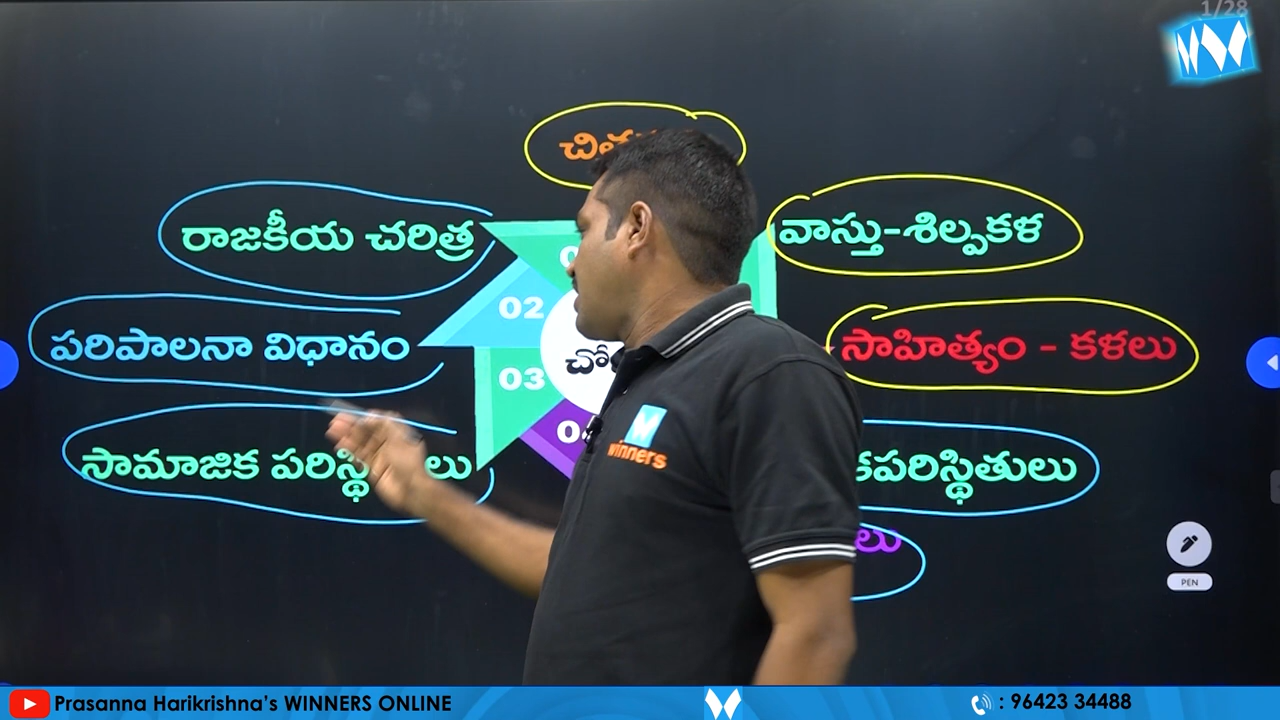 1/28
రాజకీయ చరిత్ర
వాస్తు-శిల్పకళ
02
పరిపాలనా విధానం
సాహిత్యం - కళలు
03
సామాజిక
winners
PEN
Prasanna Harikrishna's WINNERS ONLINE
: 96423 34488